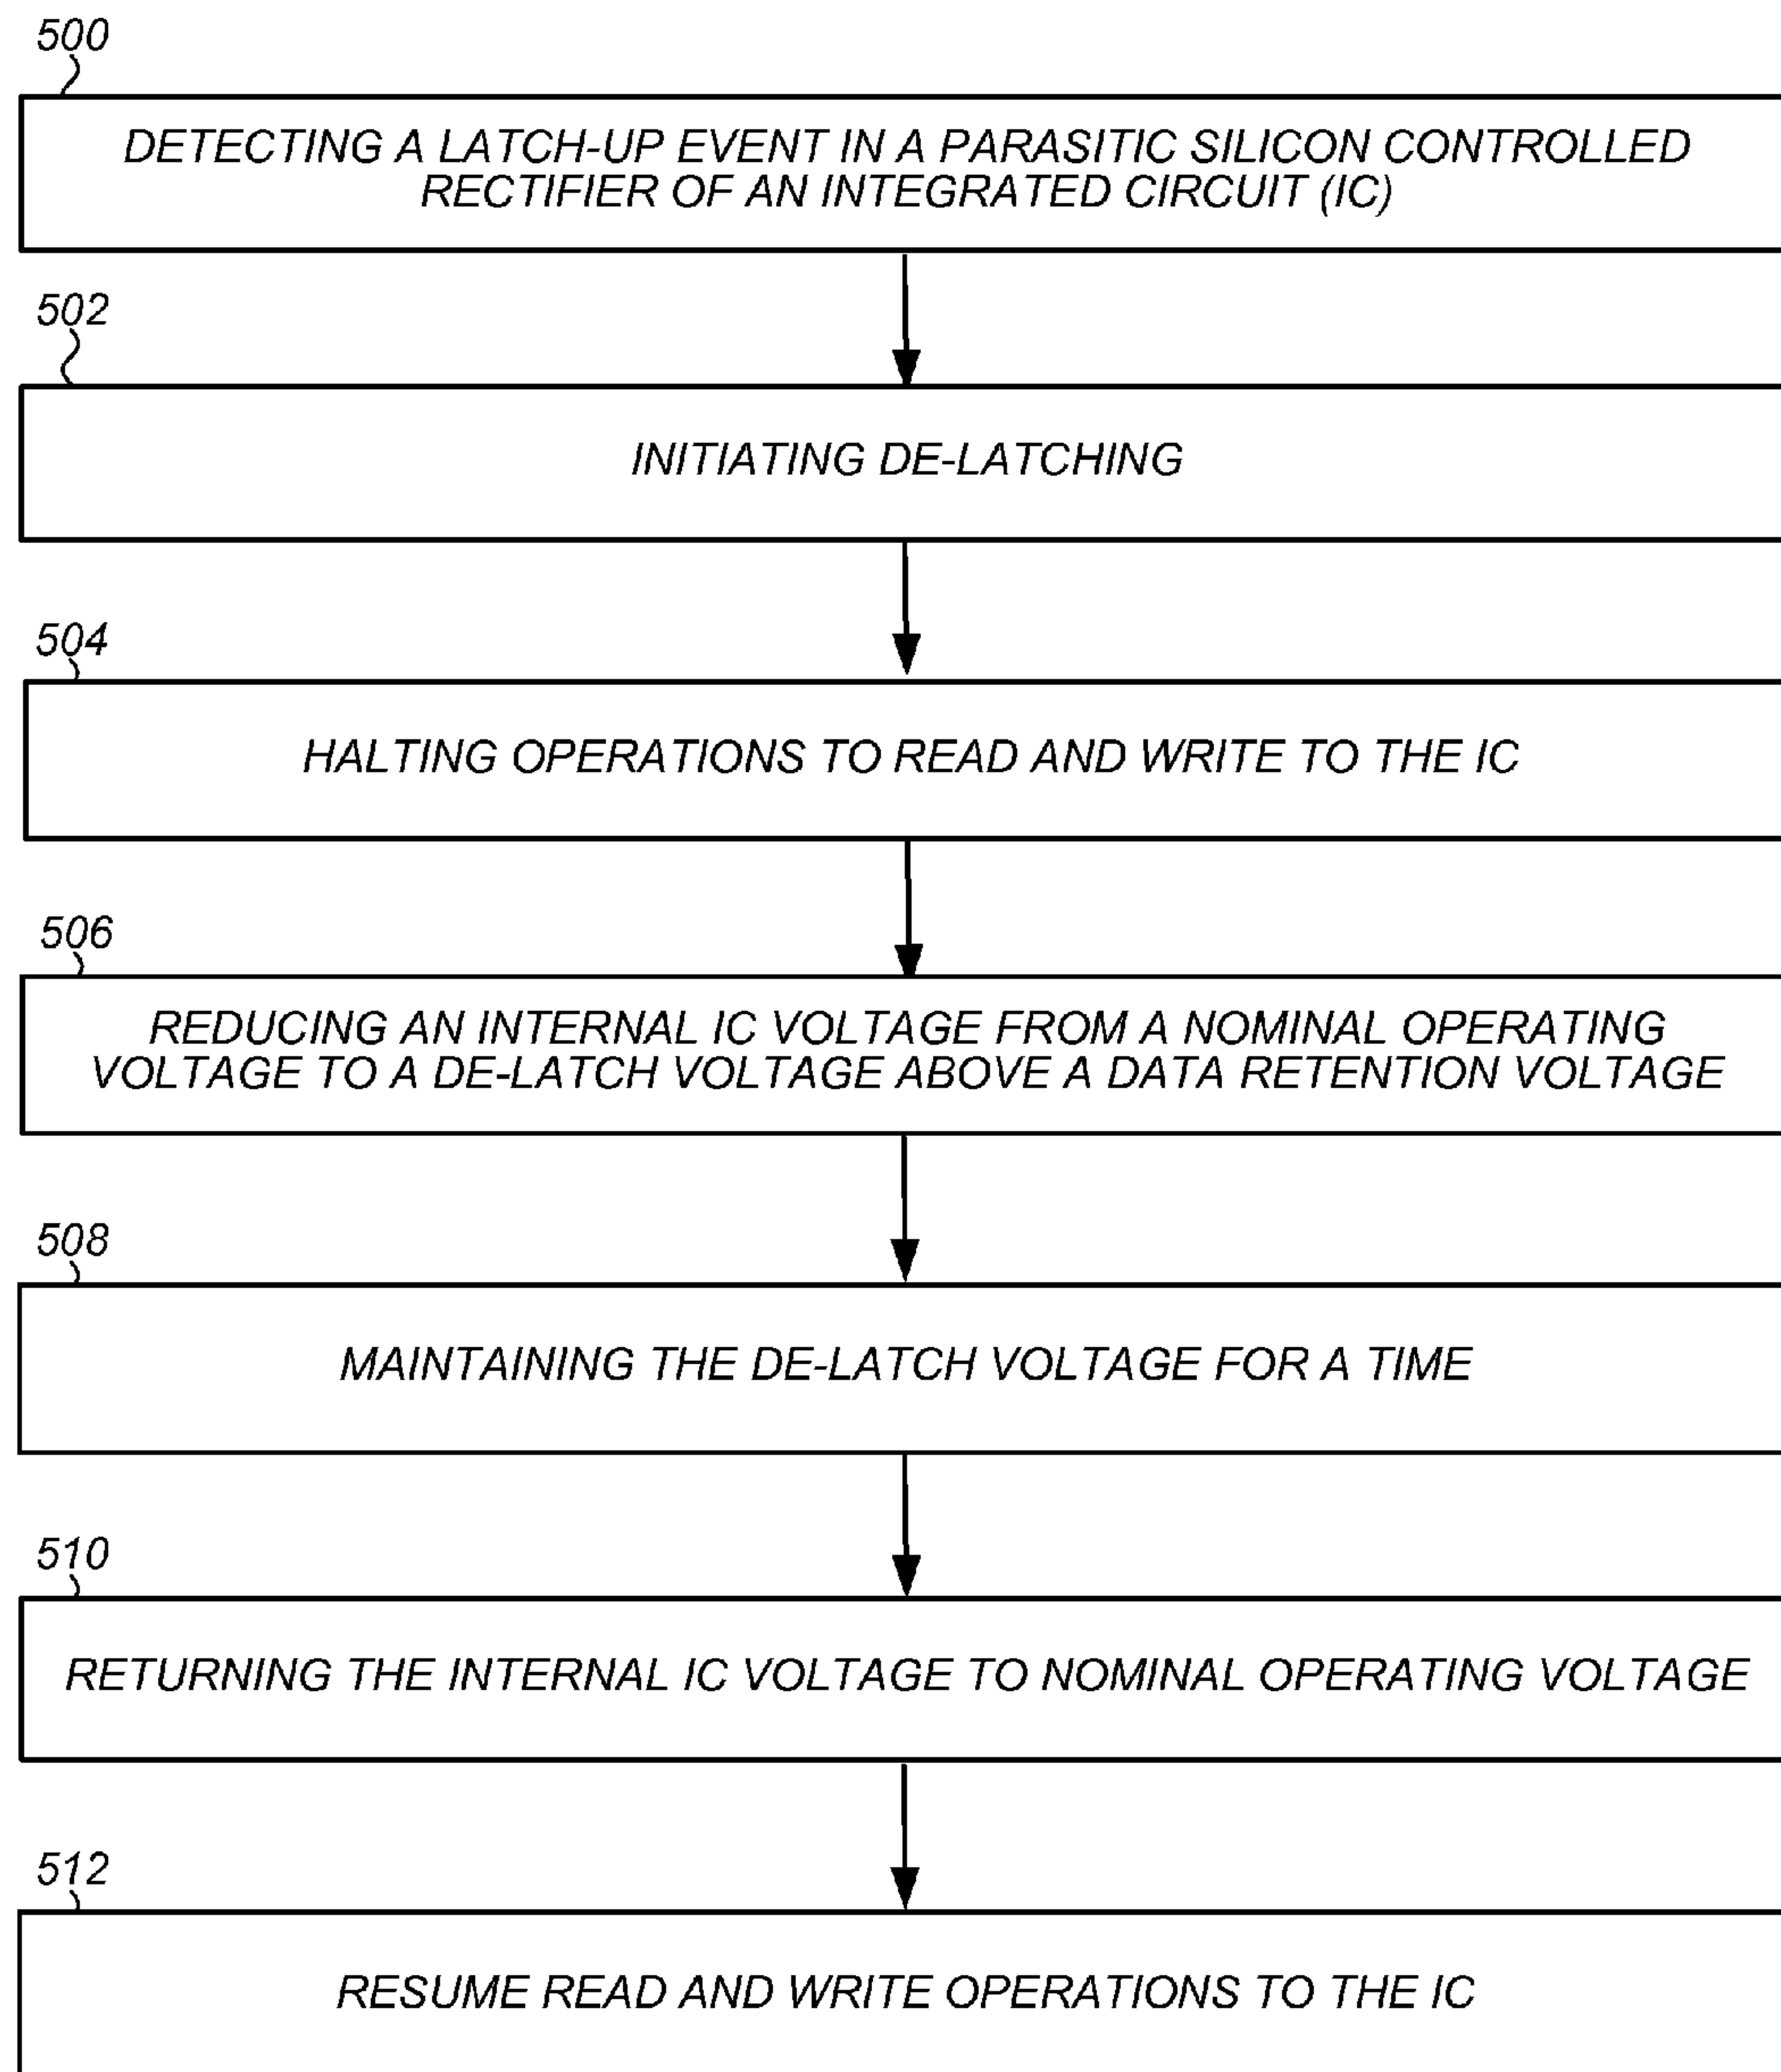 500
DETECTING A LATCH-UP EVENT IN A PARASITIC SILICON CONTROLLED
RECTIFIER OF AN INTEGRATED CIRCUIT (IC)
502
INITIATING DE-LATCHING
504
HALTING OPERATIONS TO READ AND WRITE TO THE IC
506
REDUCING AN INTERNAL IC VOLTAGE FROM A NOMINAL OPERATING
VOLTAGE TO A DE-LATCH VOLTAGE ABOVE A DATA RETENTION VOLTAGE
508
MAINTAINING THE DE-LATCH VOLTAGE FOR A TIME
510
RETURNING THE INTERNAL IC VOLTAGE TO NOMINAL OPERATING VOLTAGE
512
RESUME READ AND WRITE OPERATIONS TO THE IC